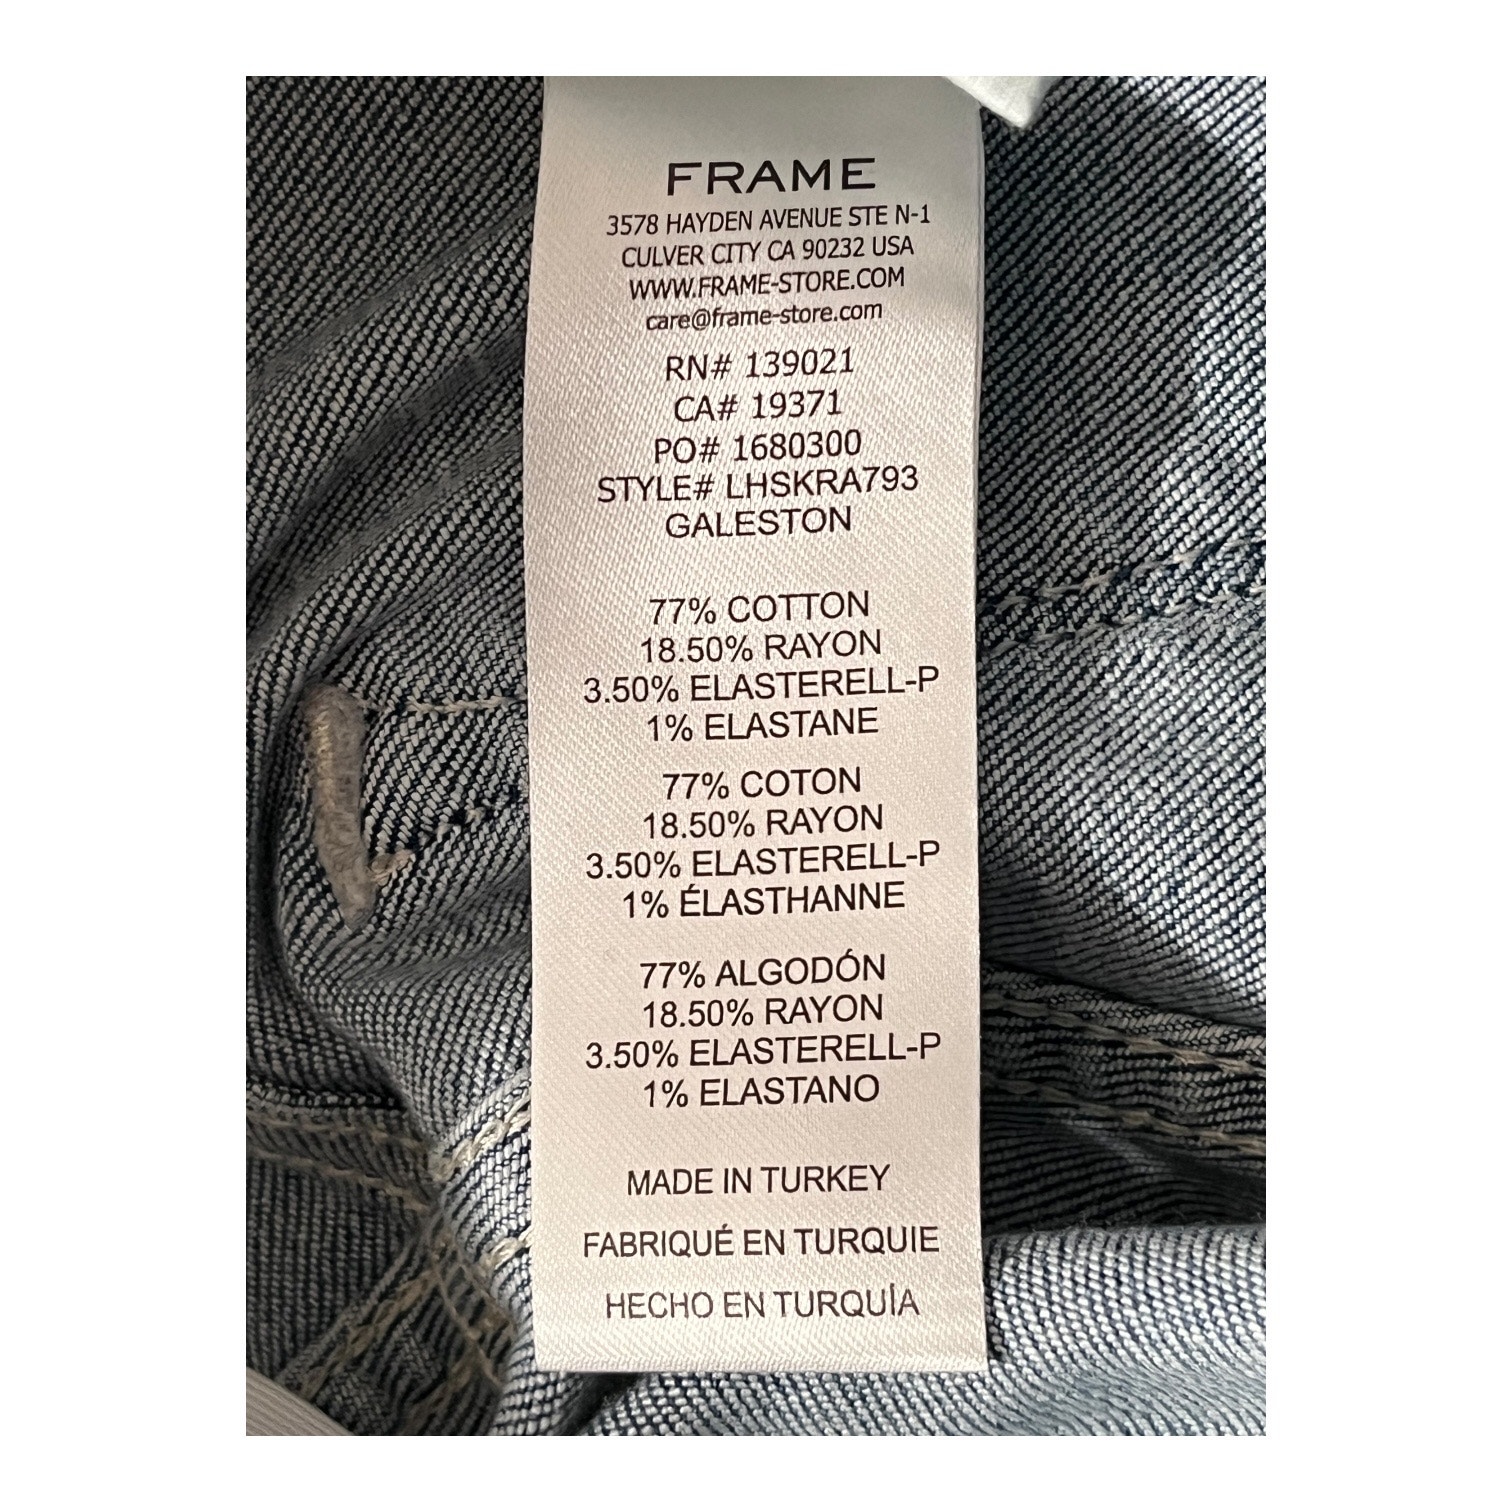 FRAME
3578 HAYDEN AVENUE STE N-1
CULVER CITY CA 90232 USA
WWW.FRAME-STORE.COM
care@frame-store.com
RN# 139021
CA# 19371
PO# 1680300
STYLE# LHSKRA793
GALESTON
77% COTTON
18.50% RAYON
3.50% ELASTERELL-P
1% ELASTANE
77% COTON
18.50% RAYON
3.50% ELASTERELL-P
1% ÉLASTHANNE
77% ALGODÓN
18.50% RAYON
3.50% ELASTERELL-P
1% ELASTANO
MADE IN TURKEY
FABRIQUÉ EN TURQUIE
HECHO EN TURQUÍA